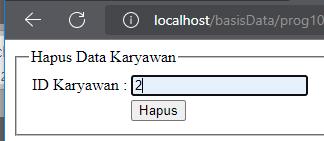 localhost/basisData/prog10
Hapus Data Karyawan
ID Karyawan : 2
Hapus